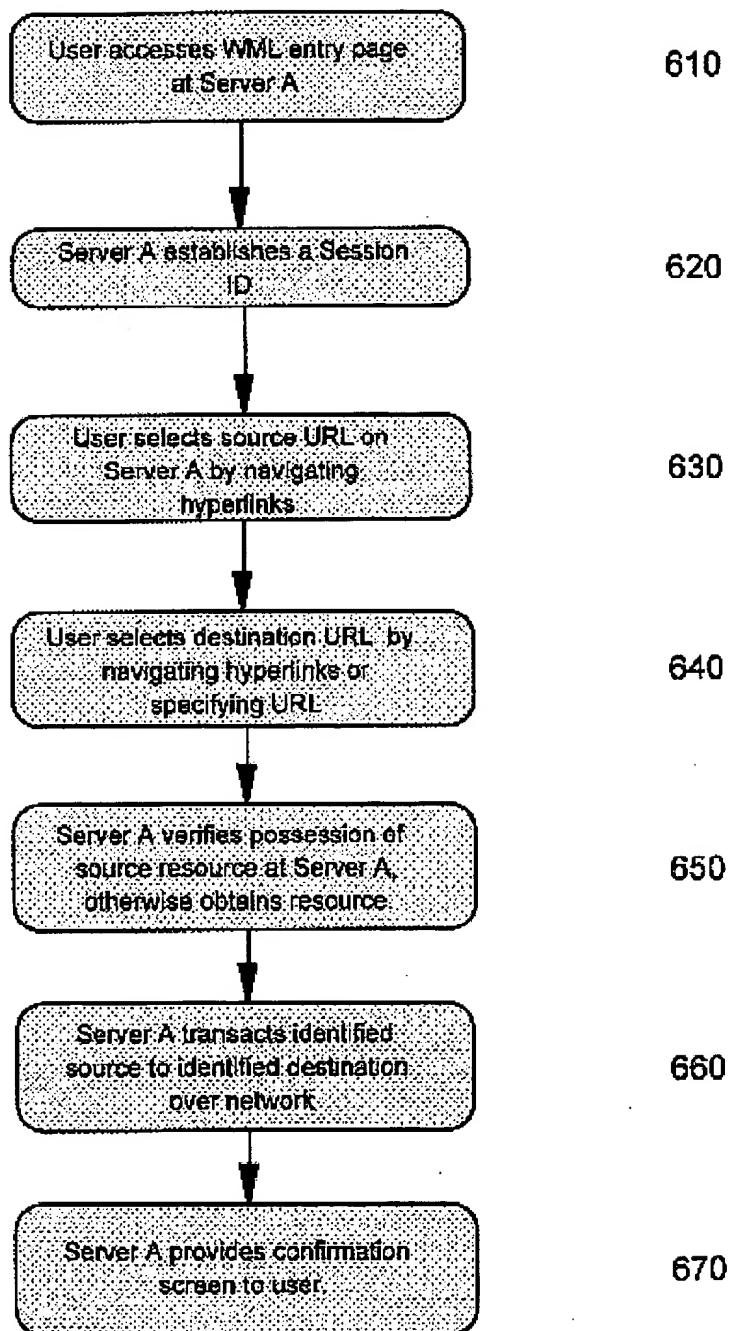 User accesses WML entry page
at Server A
610
Server A establishes a Session
ID
620
User selects source URL on
Server A by navigating
hyperlinks
630
User selects destination URL by
navigating hyperlinks or
specifying URL
640
Server A verifies possession of
source resource at Server A,
otherwise obtains resource
650
Server A transacts identified
source to identified destination
over network
660
Server A provides confirmation
screen to user.
670